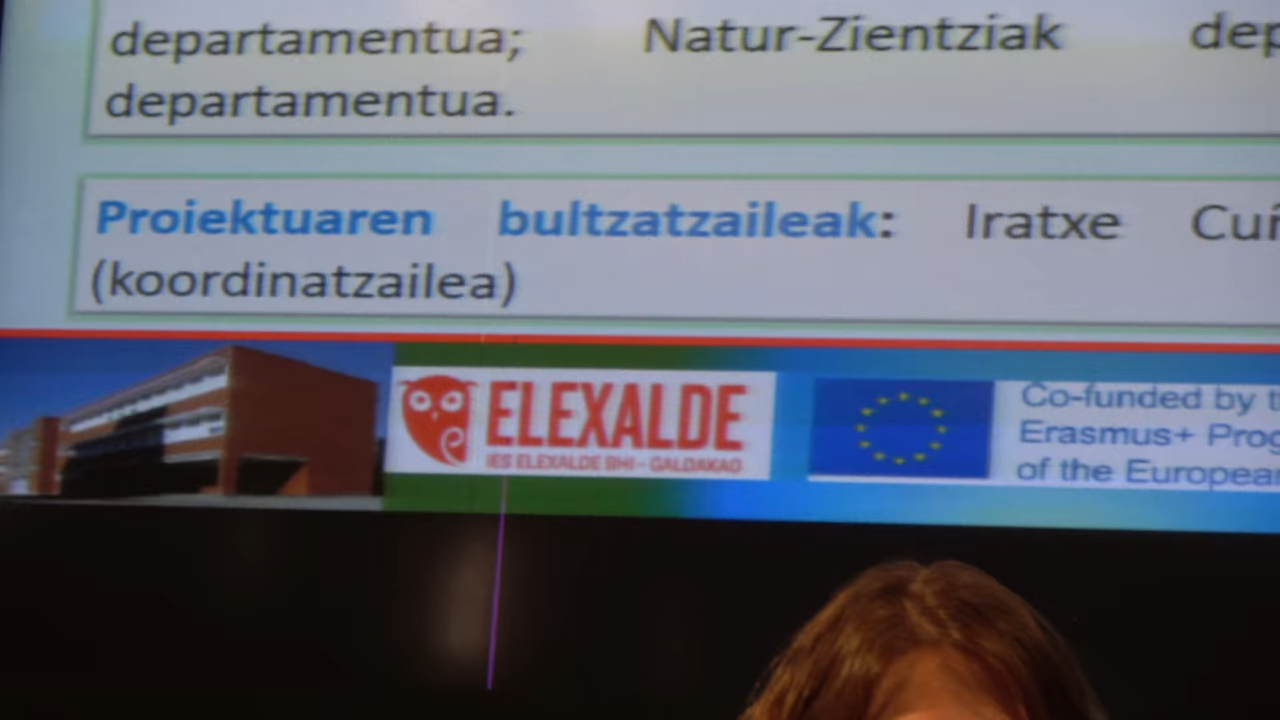 departamentua; Natur-Zientziak
departamentua.
Proiektuaren bultzatzaileak: Iratxe
(koordinatzailea)
ELEXALDE
IES ELEXALDE BHI - GALDAKAO
Co-funded by
Erasmus+
of the European